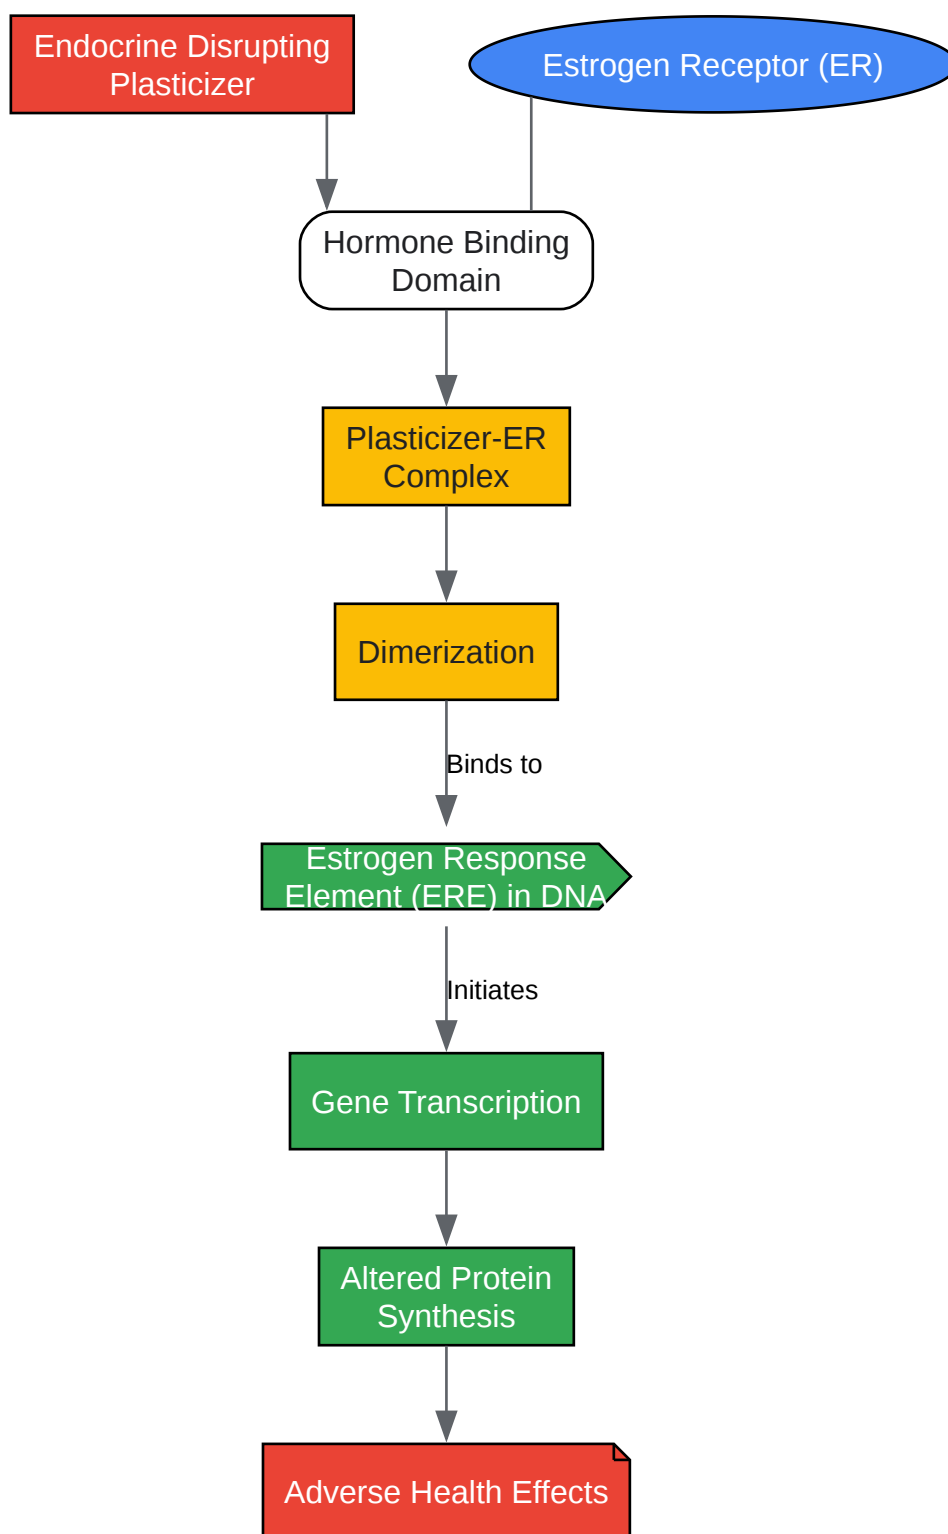 Endocrine Disrupting
Plasticizer
Estrogen Receptor (ER)
Hormone Binding
Domain
Plasticizer-ER
Complex
Dimerization
Binds to
Estrogen Response
Element (ERE) in DNA
Initiates
Gene Transcription
Altered Protein
Synthesis
Adverse Health Effects